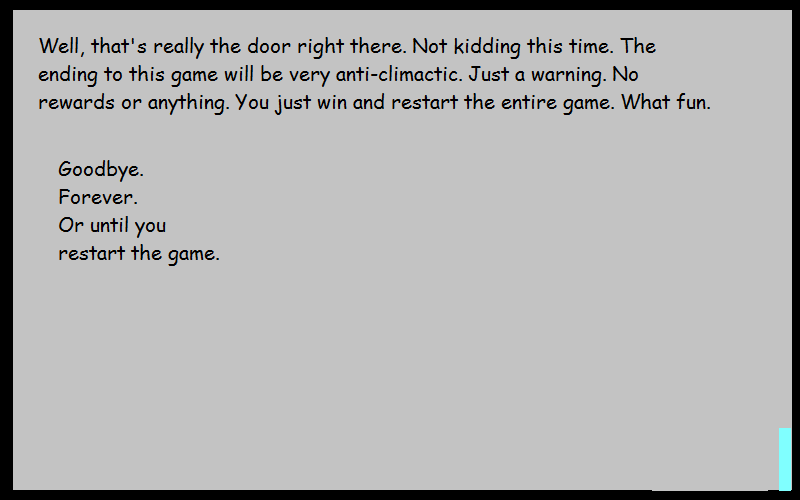 Well, that's really the door right there. Not kidding this time. The
ending to this game will be very anti-climactic. Just a warning. No
rewards or anything. You just win and restart the entire game. What fun.
Goodbye.
Forever.
Or until you
restart the game.